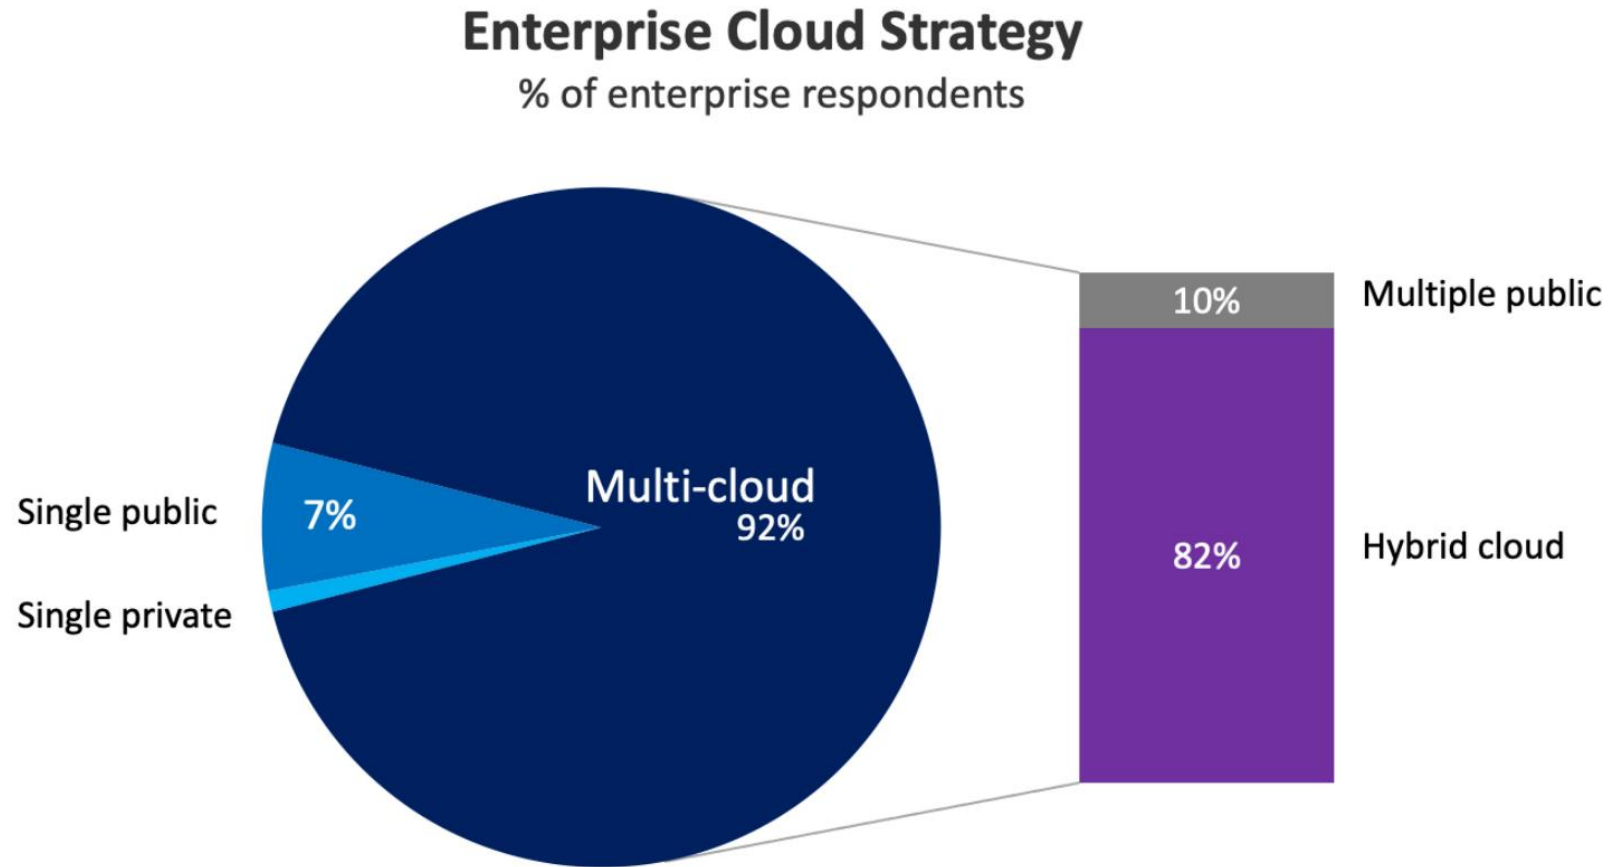 Enterprise Cloud Strategy
% of enterprise respondents
10%
Multiple public
Multi-cloud
92%
Single public
7%
82%
Hybrid cloud
Single private